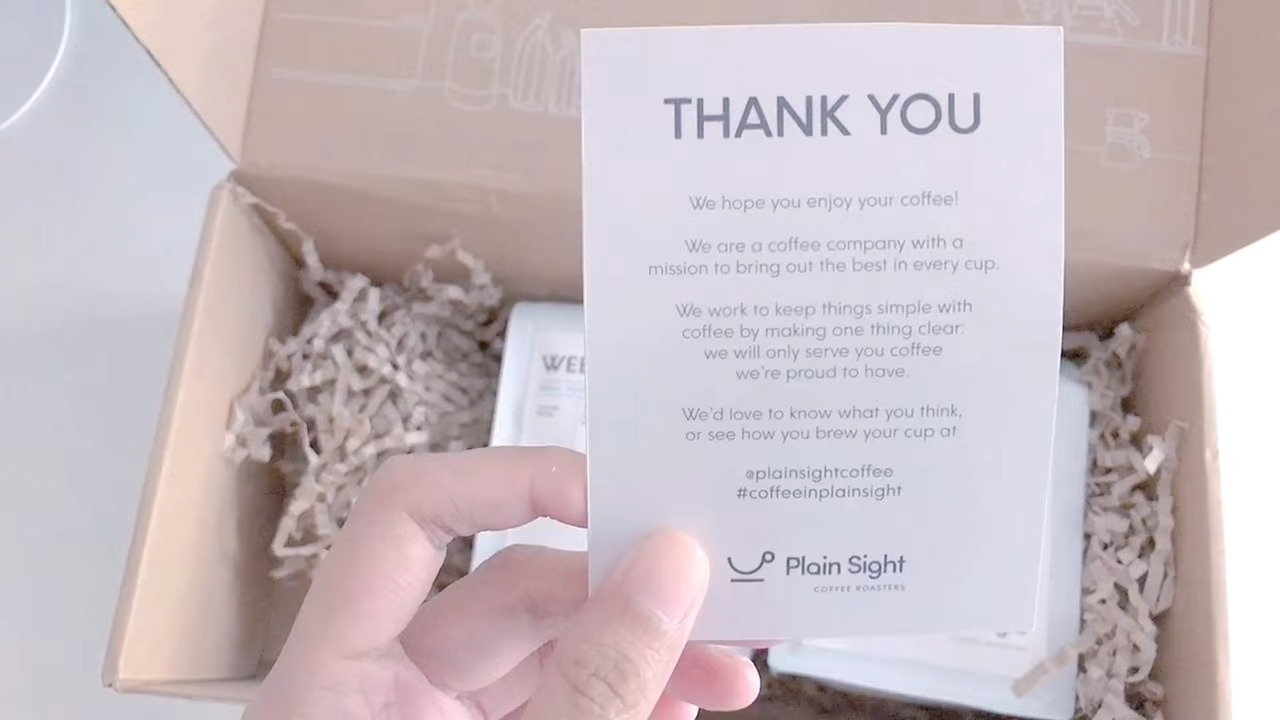 THANK YOU
We hope you enjoy your coffee!
We are a coffee company with a
mission to bring out the best in every cup.
We work to keep things simple with
coffee by making one thing clear:
we will only serve you coffee
we're proud to have.
We'd love to know what you think,
or see how you brew your cup at
@plainsightcoffee
#coffeeinplainsight
Plain Sight
COFFEE ROASTERS